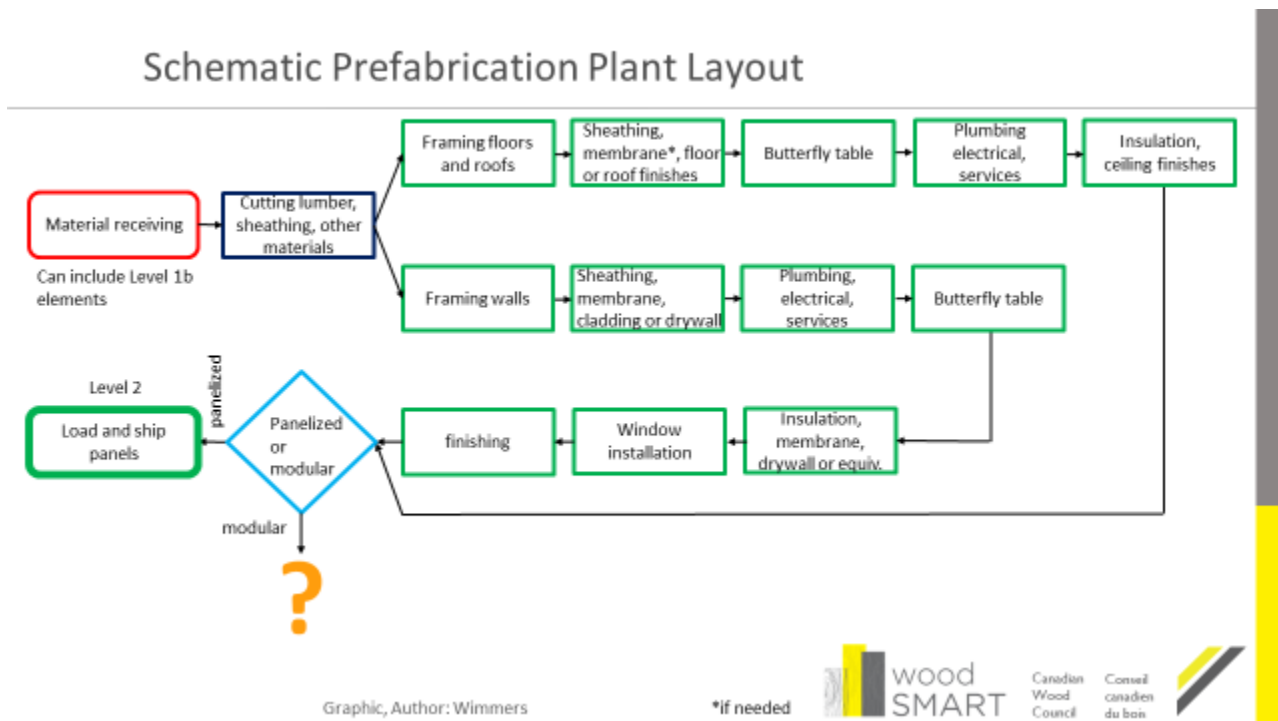 Schematic Prefabrication Plant Layout
Framing floors
and roofs
Sheathing,
membrane*, floor
or roof finishes
Butterfly table
Plumbing
electrical,
services
Insulation,
ceiling finishes
Material receiving
Cutting lumber,
sheathing, other
materials
Can include Level 1b
elements
Framing walls
Sheathing,
membrane,
cladding or drywall
Plumbing,
electrical,
services
Butterfly table
Level 2
Load and ship
panels
panelized
Panelized
or
modular
finishing
Window
installation
Insulation,
membrane,
drywall or equiv.
modular
?
Graphic, Author: Wimmers
*if needed
wood
SMART
Canadian
Wood
Council
Conseil
canadien
du bois